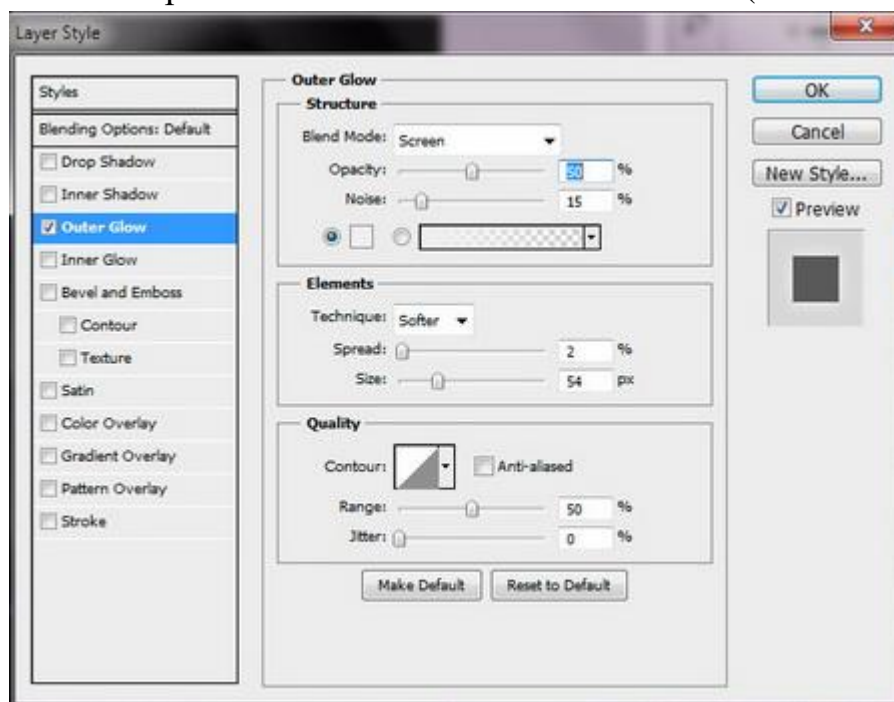 Layer Style
Styles
Blending Options: Default
Drop Shadow
Inner Shadow
Outer Glow
Inner Glow
Bevel and Emboss
Contour
Texture
Satin
Color Overlay
Gradient Overlay
Pattern Overlay
Stroke
Outer Glow
Structure
Blend Mode: Screen
Opacity: 50 %
Noise: 15 %
Elements
Technique: Softer
Spread: 2 %
Size: 54 px
Quality
Contour: Anti-aliased
Range: 50 %
Jitter: 0 %
Make Default Reset to Default
OK
Cancel
New Style...
Preview